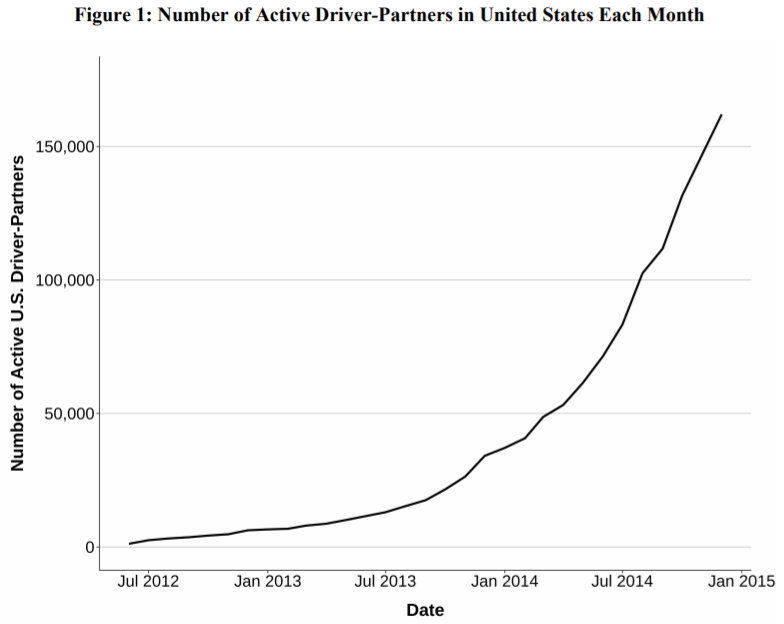 Figure 1: Number of Active Driver-Partners in United States Each Month
Number of Active U.S. Driver-Partners
150,000
100,000
50,000
0
Jul 2012 Jan 2013 Jul 2013 Jan 2014 Jul 2014 Jan 2015
Date